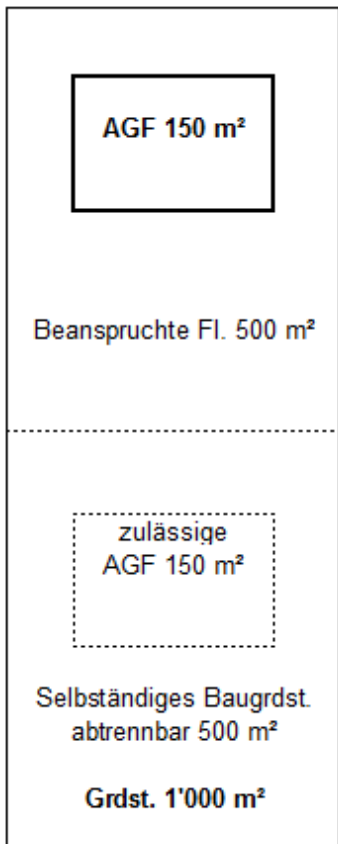 AGF 150 m²
Beanspruchte Fl. 500 m²
zulässige
AGF 150 m²
Selbständiges Baugrdst.
abtrennbar 500 m²
Grdst. 1'000 m²